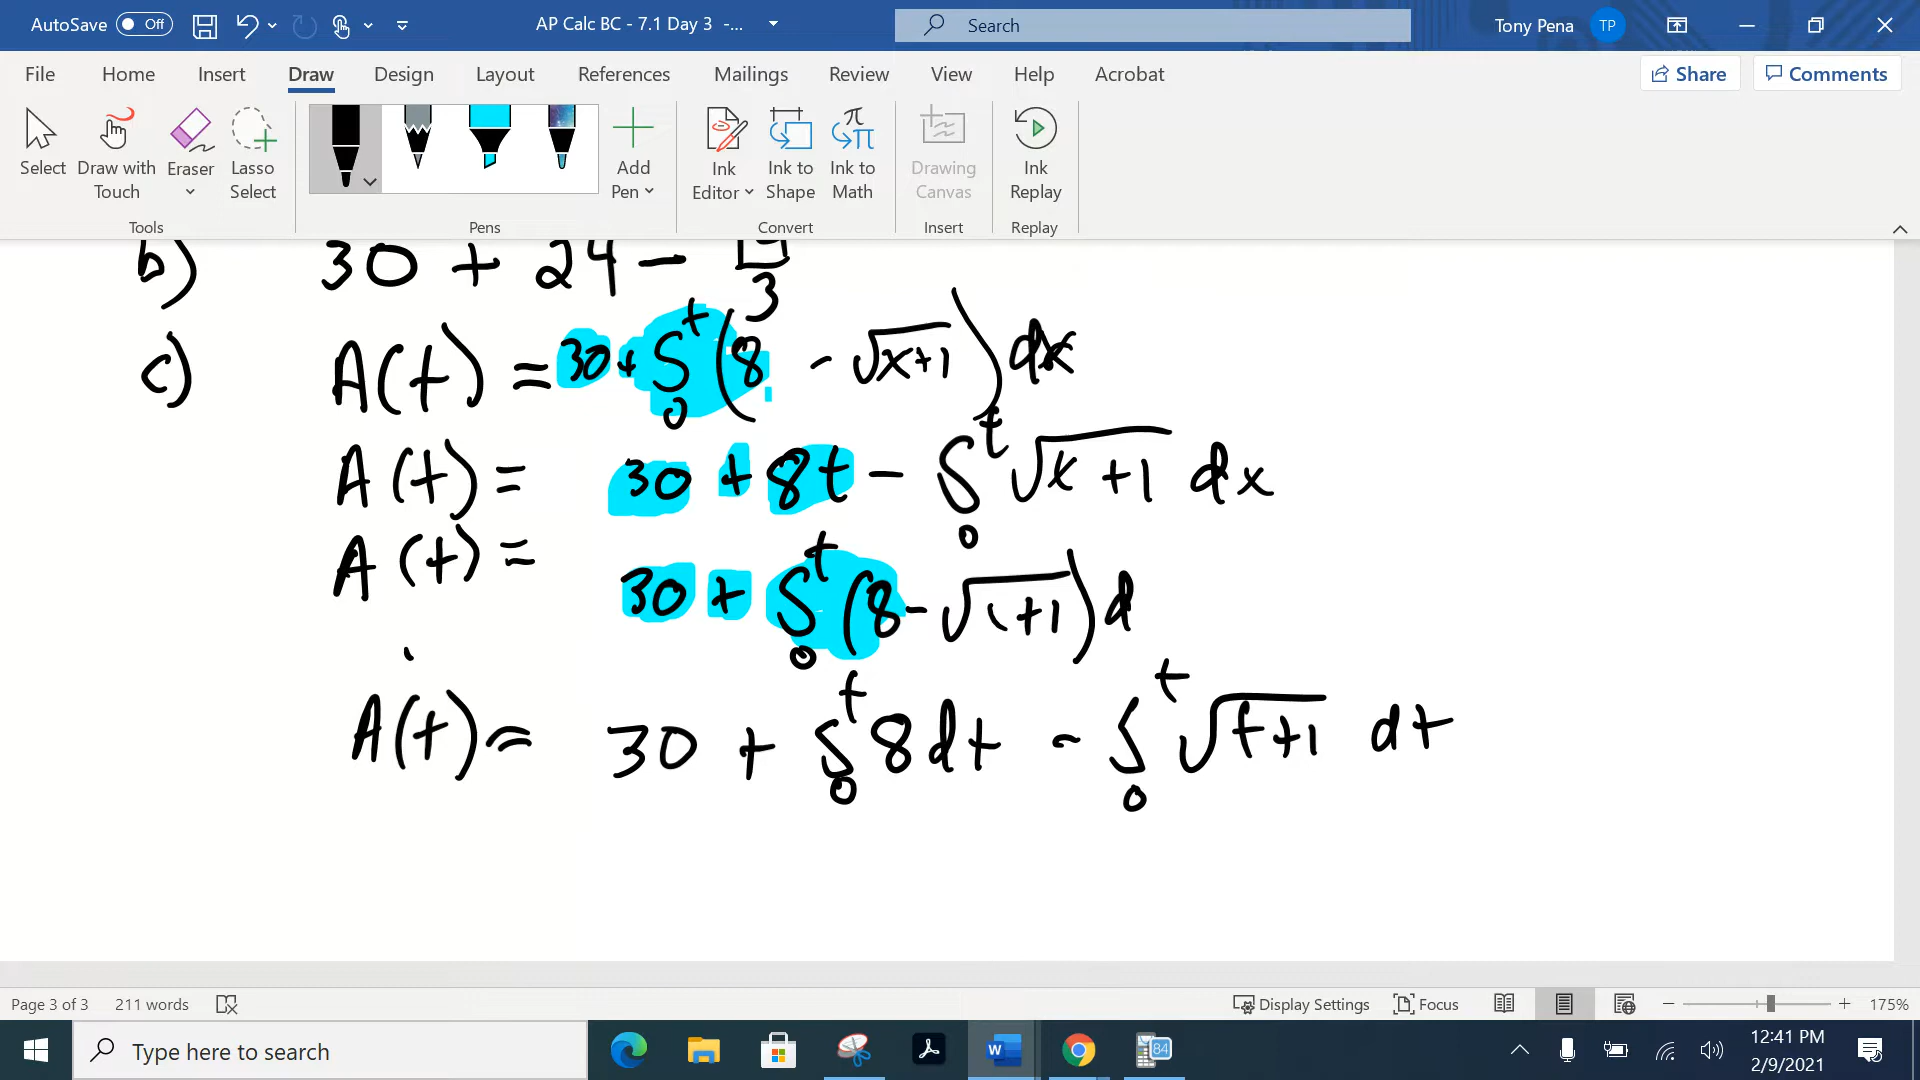 AutoSave Off AP Calc BC - 7.1 Day 3 -... Search Tony Pena TP
File Home Insert Draw Design Layout References Mailings Review View Help Acrobat Share Comments
Select Draw with Touch Eraser Lasso Select Add Pen Ink Editor Ink to Shape Ink to Math Drawing Canvas Ink Replay
Tools Pens Convert Insert Replay
b) 30 + 24 - 3
c) A(t) = 30 + ∫₀ᵗ (8 - √x+1) dx
A(t) = 30 + 8t - ∫₀ᵗ √x+1 dx
A(t) = 30 + ∫₀ᵗ (8 - √(+1) d
A(t) = 30 + ∫₀ᵗ 8 dt - ∫₀ᵗ √t+1 dt
Page 3 of 3 211 words Display Settings Focus 175%
Type here to search W 84 12:41 PM
2/9/2021